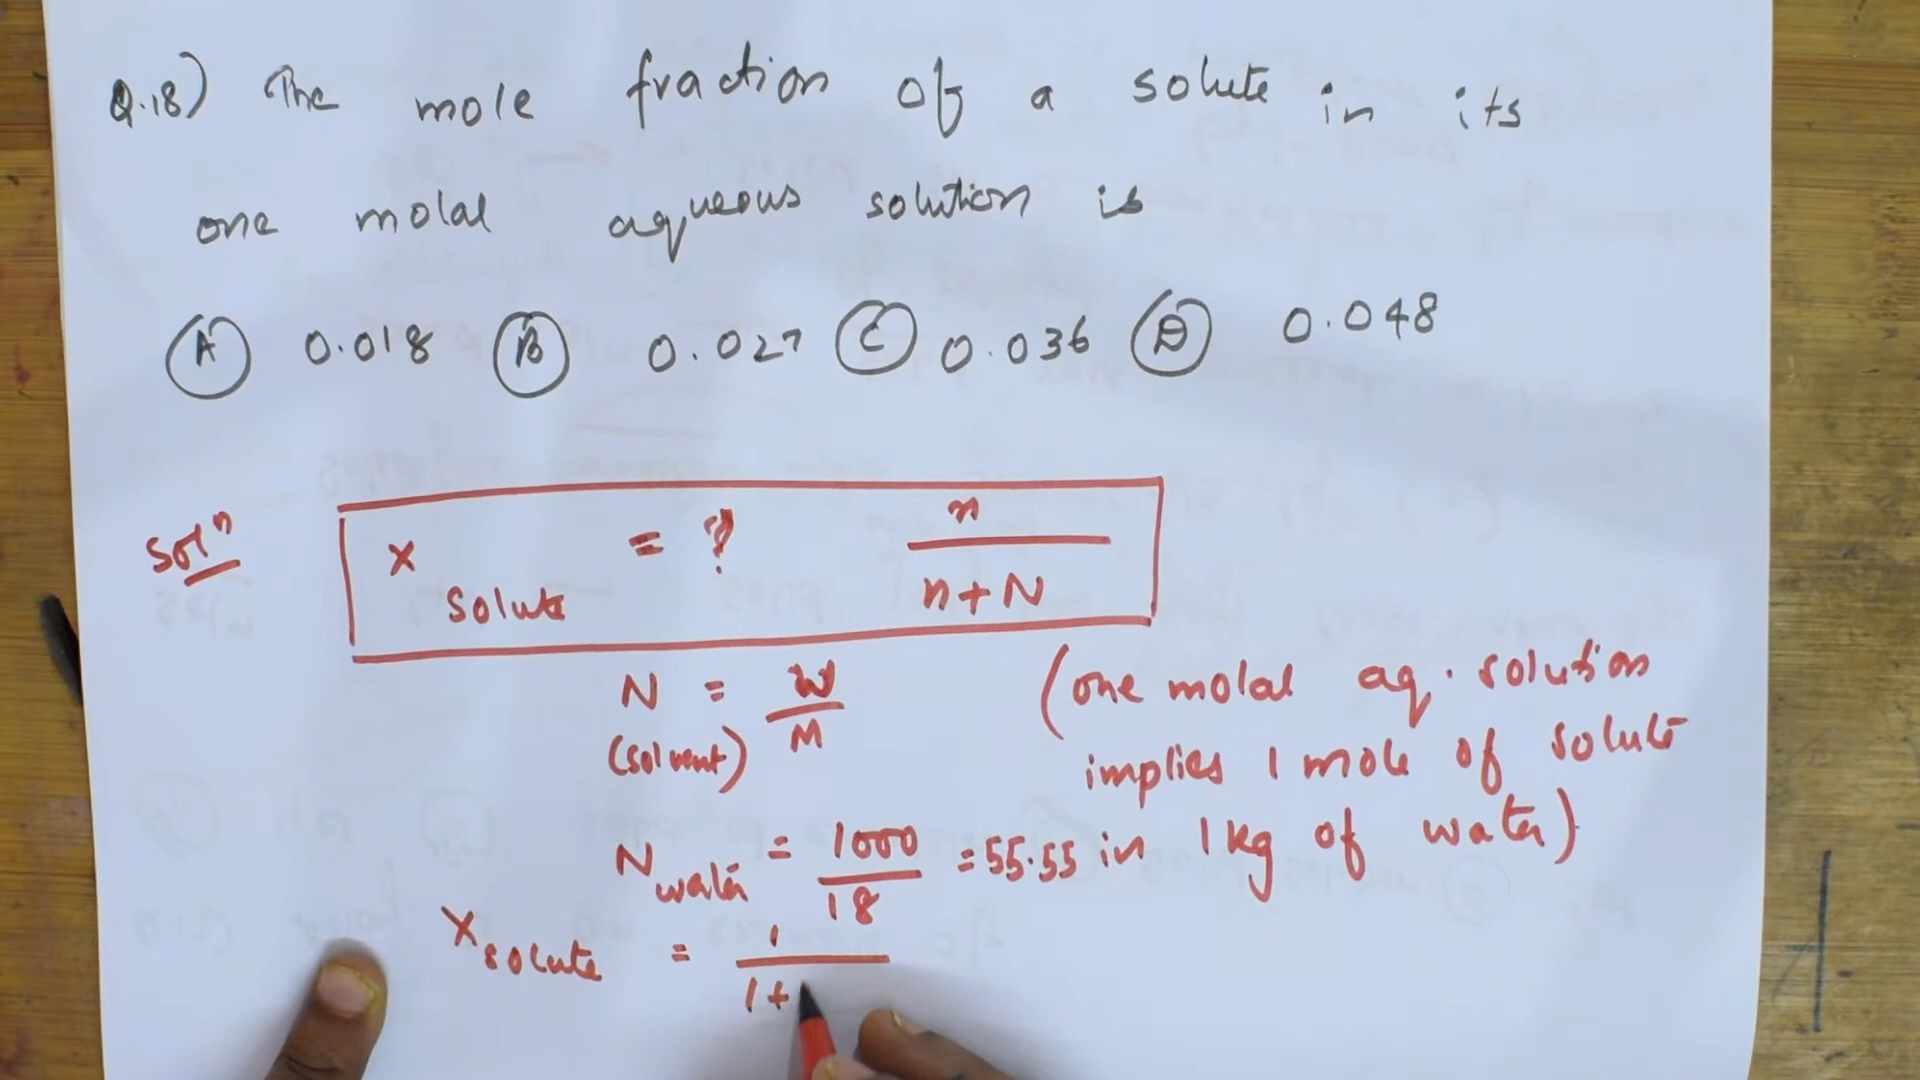 Q.18) The mole fraction of a solute in its
one molal aqueous solution is
(A) 0.018 (B) 0.027 (C) 0.036 (D) 0.048
Solⁿ
x solute = ? n / n+N
N (solvent) = W / M
(one molal aq. solution
implies 1 mole of solute
in 1 kg of water)
N water = 1000 / 18 = 55.55
x solute = 1 / 1+